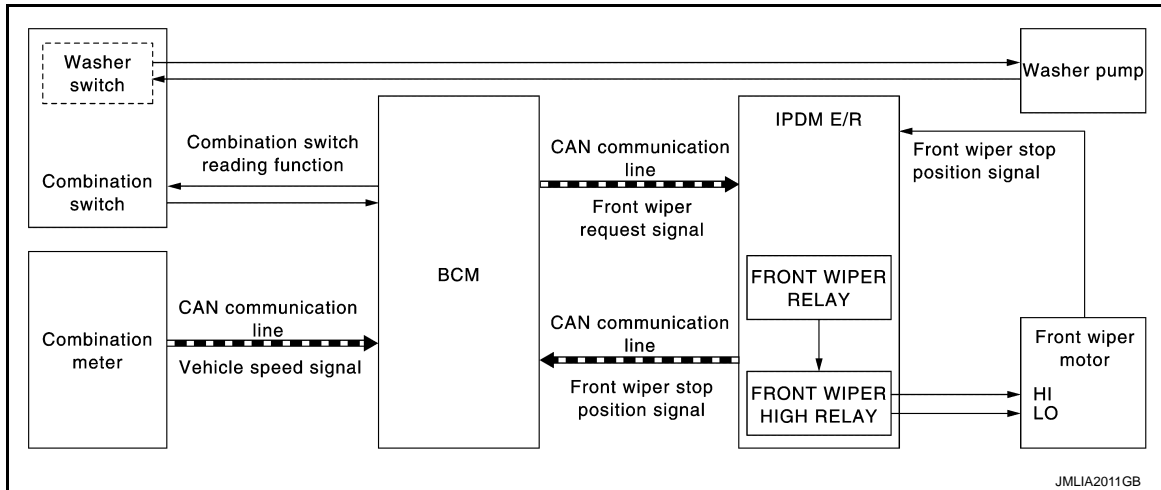 Washer
switch
Combination
switch
Combination switch
reading function
Combination
meter
CAN communication
line
Vehicle speed signal
BCM
CAN communication
line
Front wiper
request signal
CAN communication
line
Front wiper stop
position signal
IPDM E/R
FRONT WIPER
RELAY
FRONT WIPER
HIGH RELAY
Washer pump
Front wiper stop
position signal
Front wiper
motor
HI
LO
JMLIA2011GB